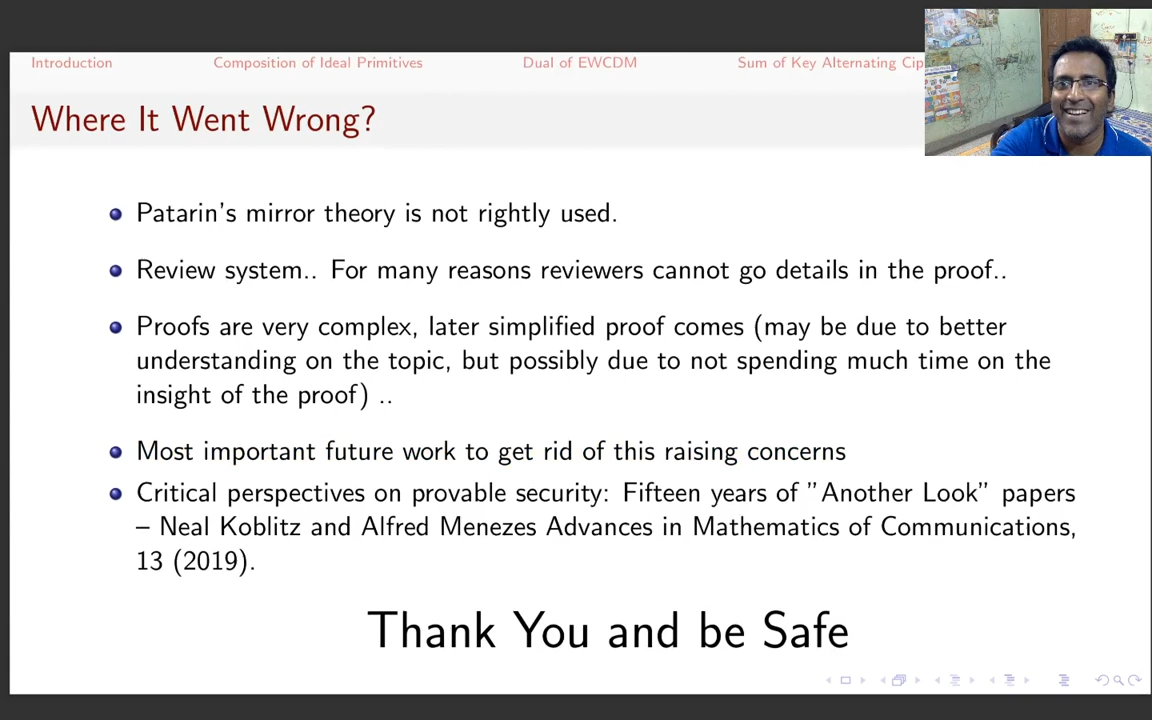 Introduction Composition of Ideal Primitives Dual of EWCDM Sum of Key Alternating Cip
Where It Went Wrong?
Patarin's mirror theory is not rightly used.
Review system.. For many reasons reviewers cannot go details in the proof..
Proofs are very complex, later simplified proof comes (may be due to better
understanding on the topic, but possibly due to not spending much time on the
insight of the proof) ..
Most important future work to get rid of this raising concerns
Critical perspectives on provable security: Fifteen years of "Another Look" papers
– Neal Koblitz and Alfred Menezes Advances in Mathematics of Communications,
13 (2019).
Thank You and be Safe